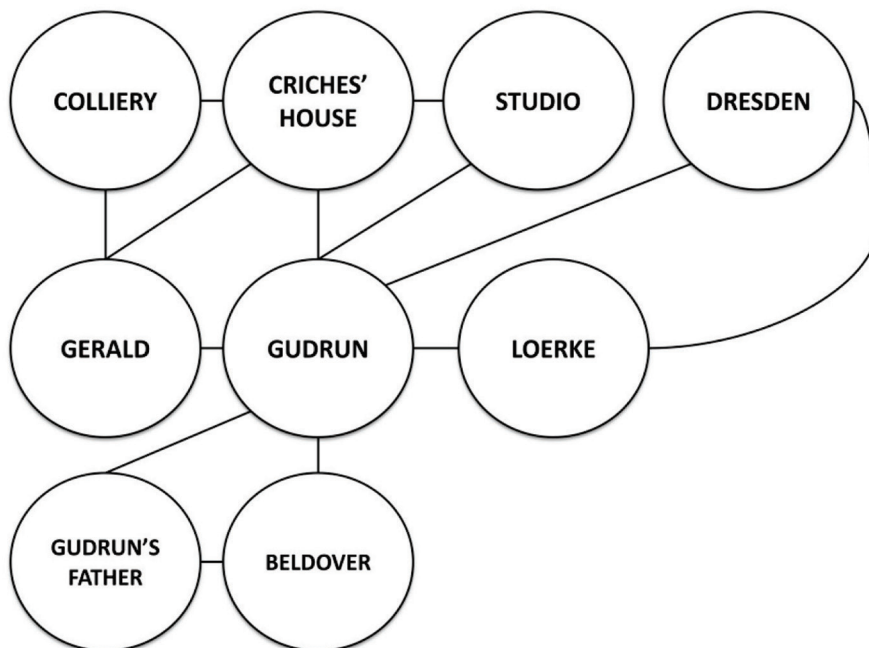 COLLIERY
CRICHES’
HOUSE
STUDIO
DRESDEN
GERALD
GUDRUN
LOERKE
GUDRUN’S
FATHER
BELDOVER